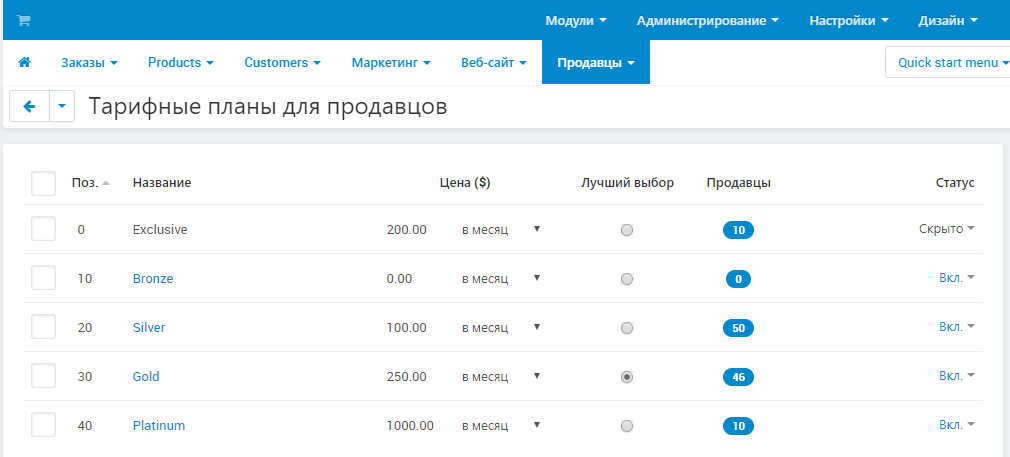 Модули Администрирование Настройки Дизайн
Заказы Products Customers Маркетинг Веб-сайт Продавцы Quick start menu
Тарифные планы для продавцов
Поз. Название Цена ($) Лучший выбор Продавцы Статус
0 Exclusive 200.00 в месяц 10 Скрыто
10 Bronze 0.00 в месяц 0 Вкл.
20 Silver 100.00 в месяц 50 Вкл.
30 Gold 250.00 в месяц 46 Вкл.
40 Platinum 1000.00 в месяц 10 Вкл.